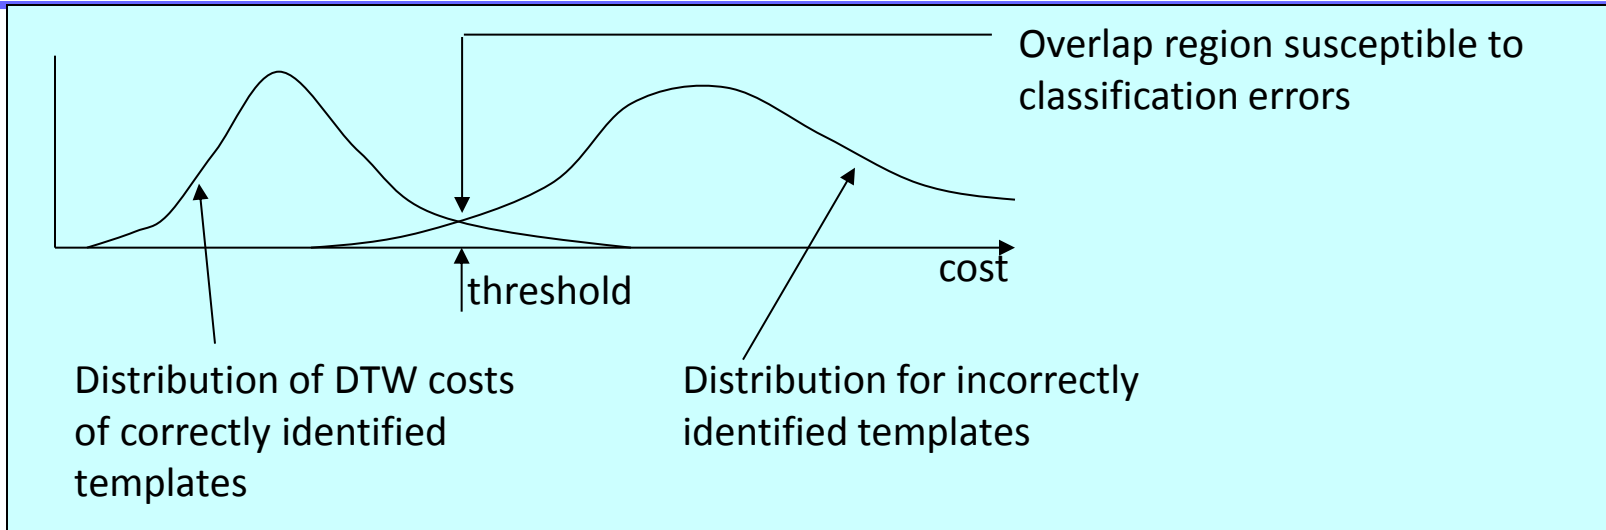 Overlap region susceptible to
classification errors
cost
threshold
Distribution of DTW costs
of correctly identified
templates
Distribution for incorrectly
identified templates